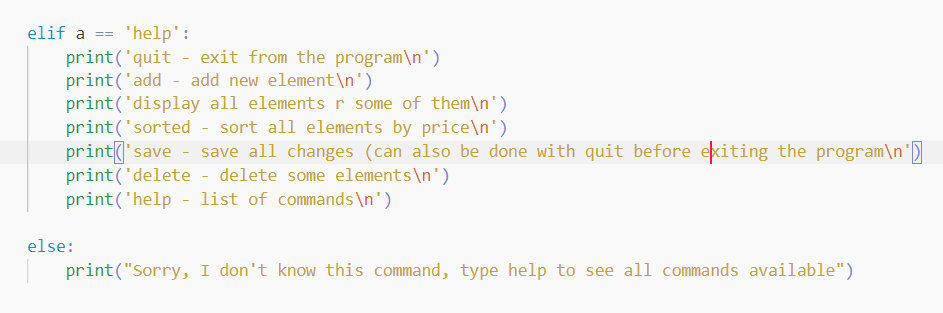 elif a == 'help':
print('quit - exit from the program\n')
print('add - add new element\n')
print('display all elements r some of them\n')
print('sorted - sort all elements by price\n')
print('save - save all changes (can also be done with quit before exiting the program\n')
print('delete - delete some elements\n')
print('help - list of commands\n')
else:
print("Sorry, I don't know this command, type help to see all commands available")